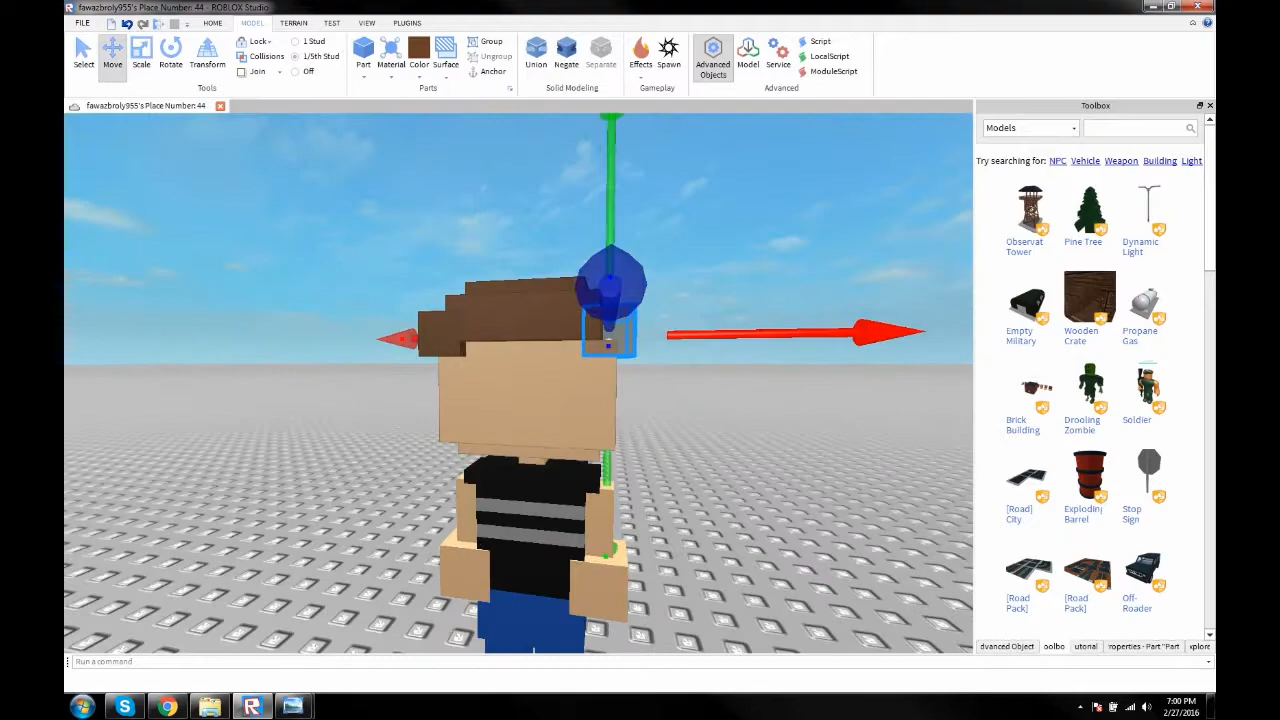 fawazbroly955's Place Number: 44 - ROBLOX Studio
FILE HOME MODEL TERRAIN TEST VIEW PLUGINS
Select Move Scale Rotate Transform
Lock
Collisions
Join
1 Stud
1/5th Stud
Off
Tools
Part Material Color Surface
Group
Ungroup
Anchor
Parts
Union Negate Separate
Solid Modeling
Effects Spawn
Gameplay
Advanced
Objects
Model Service
Script
LocalScript
ModuleScript
Advanced
fawazbroly955's Place Number: 44
Toolbox
Models
Try searching for: NPC Vehicle Weapon Building Light
Observat
Tower
Pine Tree
Dynamic
Light
Empty
Military
Wooden
Crate
Propane
Gas
Brick
Building
Drooling
Zombie
Soldier
[Road]
City
Exploding
Barrel
Stop
Sign
[Road
Pack]
[Road
Pack]
Off-
Roader
dvanced Object oolbo utorial roperties - Part "Part xplore
Run a command
7:00 PM
2/27/2016